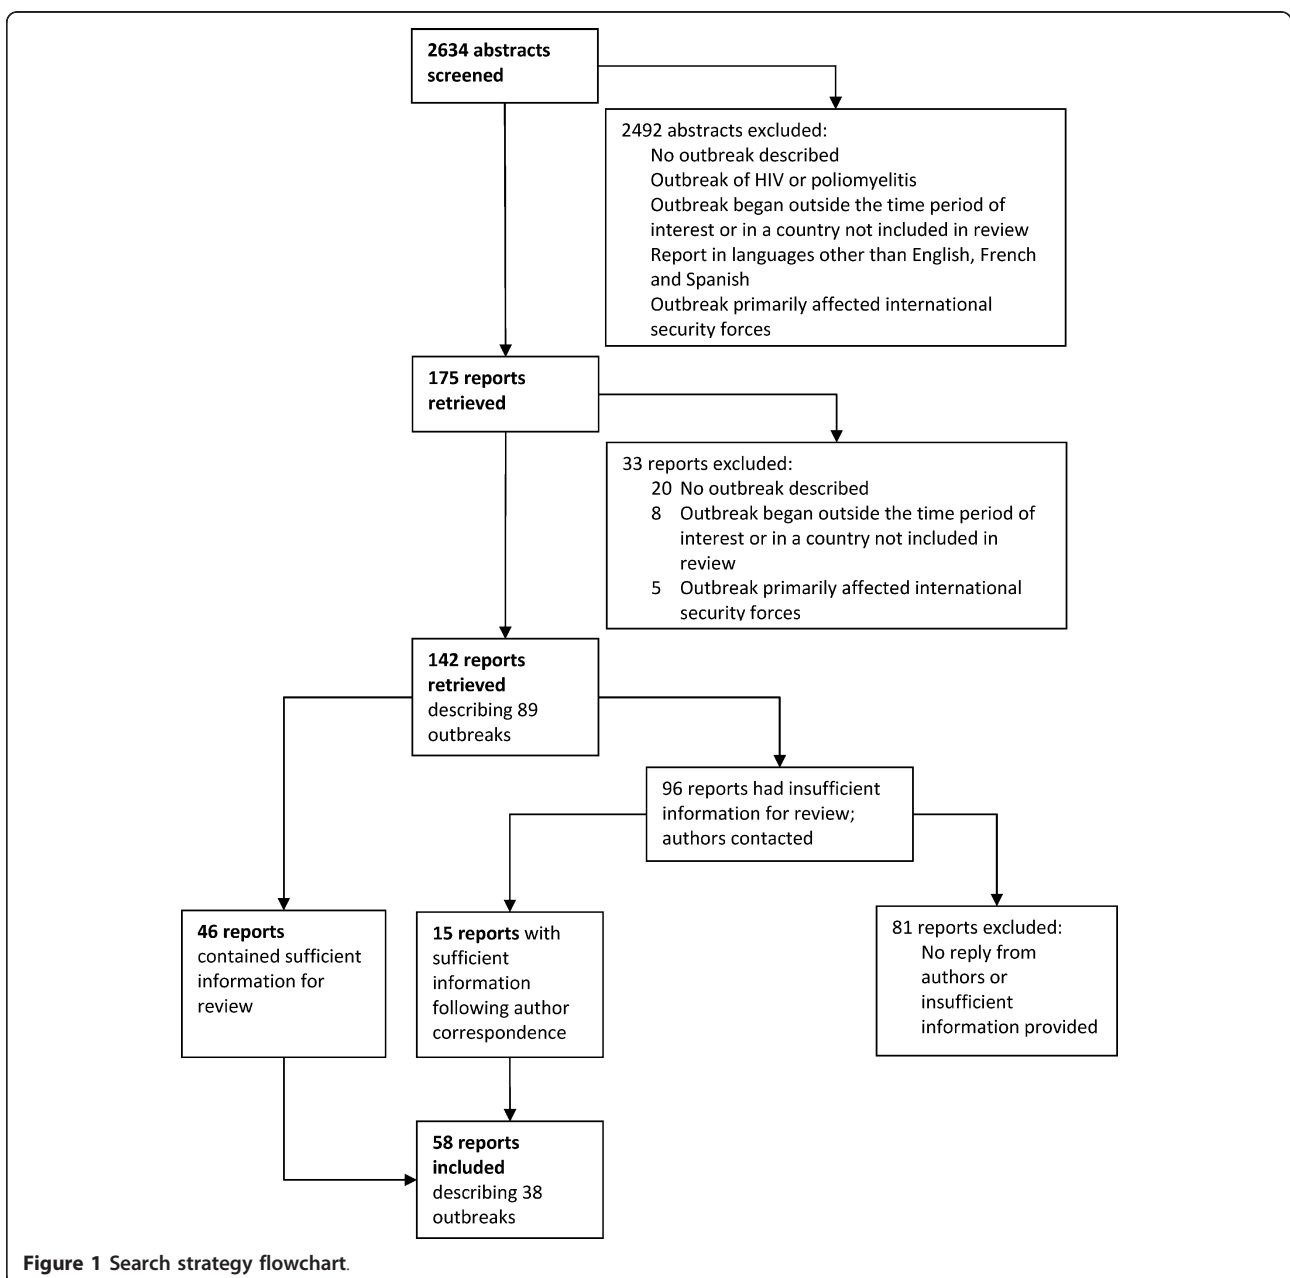 2634 abstracts
screened
2492 abstracts excluded:
No outbreak described
Outbreak of HIV or poliomyelitis
Outbreak began outside the time period of
interest or in a country not included in review
Report in languages other than English, French
and Spanish
Outbreak primarily affected international
security forces
175 reports
retrieved
33 reports excluded:
20 No outbreak described
8 Outbreak began outside the time period of
interest or in a country not included in
review
5 Outbreak primarily affected international
security forces
142 reports
retrieved
describing 89
outbreaks
96 reports had insufficient
information for review;
authors contacted
46 reports
contained sufficient
information for
review
15 reports with
sufficient
information
following author
correspondence
81 reports excluded:
No reply from
authors or
insufficient
information provided
58 reports
included
describing 38
outbreaks
Figure 1 Search strategy flowchart.